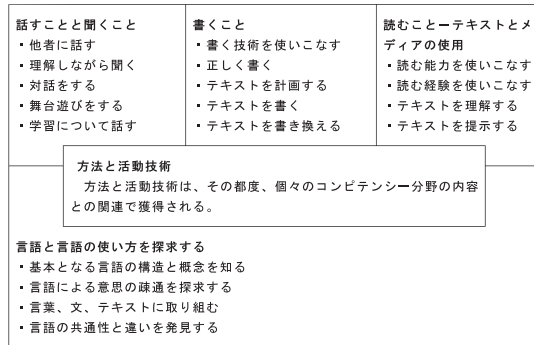 話すことと聞くこと
▪ 他者に話す
▪ 理解しながら聞く
▪ 対話をする
▪ 舞台遊びをする
▪ 学習について話す
書くこと
▪ 書く技術を使いこなす
▪ 正しく書く
▪ テキストを計画する
▪ テキストを書く
▪ テキストを書き換える
読むことーテキストとメ
ディアの使用
▪ 読む能力を使いこなす
▪ 読む経験を使いこなす
▪ テキストを理解する
▪ テキストを提示する
方法と活動技術
方法と活動技術は、その都度、個々のコンピテンシー分野の内容
との関連で獲得される。
言語と言語の使い方を探求する
▪ 基本となる言語の構造と概念を知る
▪ 言語による意思の疎通を探求する
▪ 言葉、文、テキストに取り組む
▪ 言語の共通性と違いを発見する